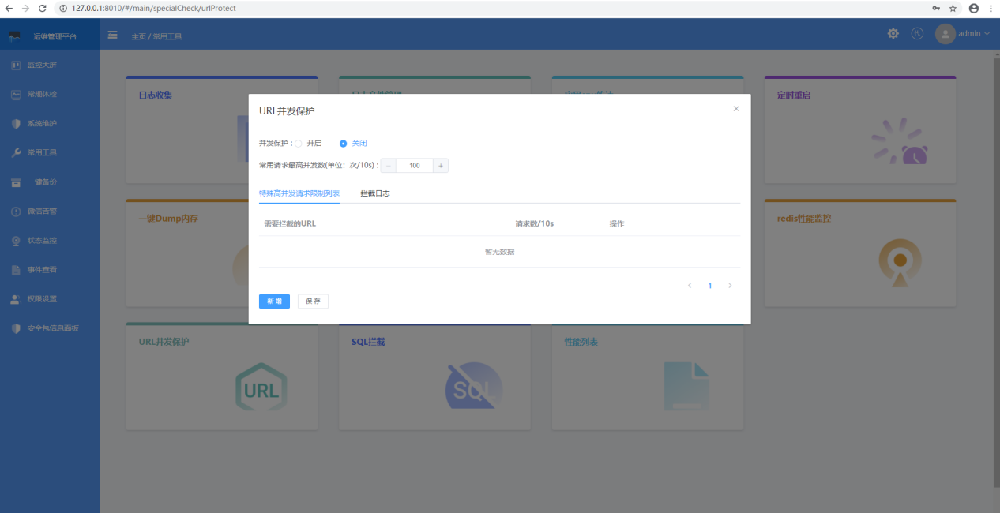 127.0.0.1:8010/#/main/specialCheck/urlProtect
运维管理平台
主页 / 常用工具
代
admin
监控大屏
常规体检
系统维护
常用工具
一键备份
微信告警
状态监控
事件查看
权限设置
安全包信息面板
日志收集
定时重启
URL并发保护
并发保护 : 开启 关闭
常用请求最高并发数(单位：次/10s) : - 100 +
特殊高并发请求限制列表 拦截日志
需要拦截的URL 请求数/10s 操作
暂无数据
1
新 增 保 存
一键Dump内存
redis性能监控
URL并发保护
SQL拦截
性能列表
URL
SQL